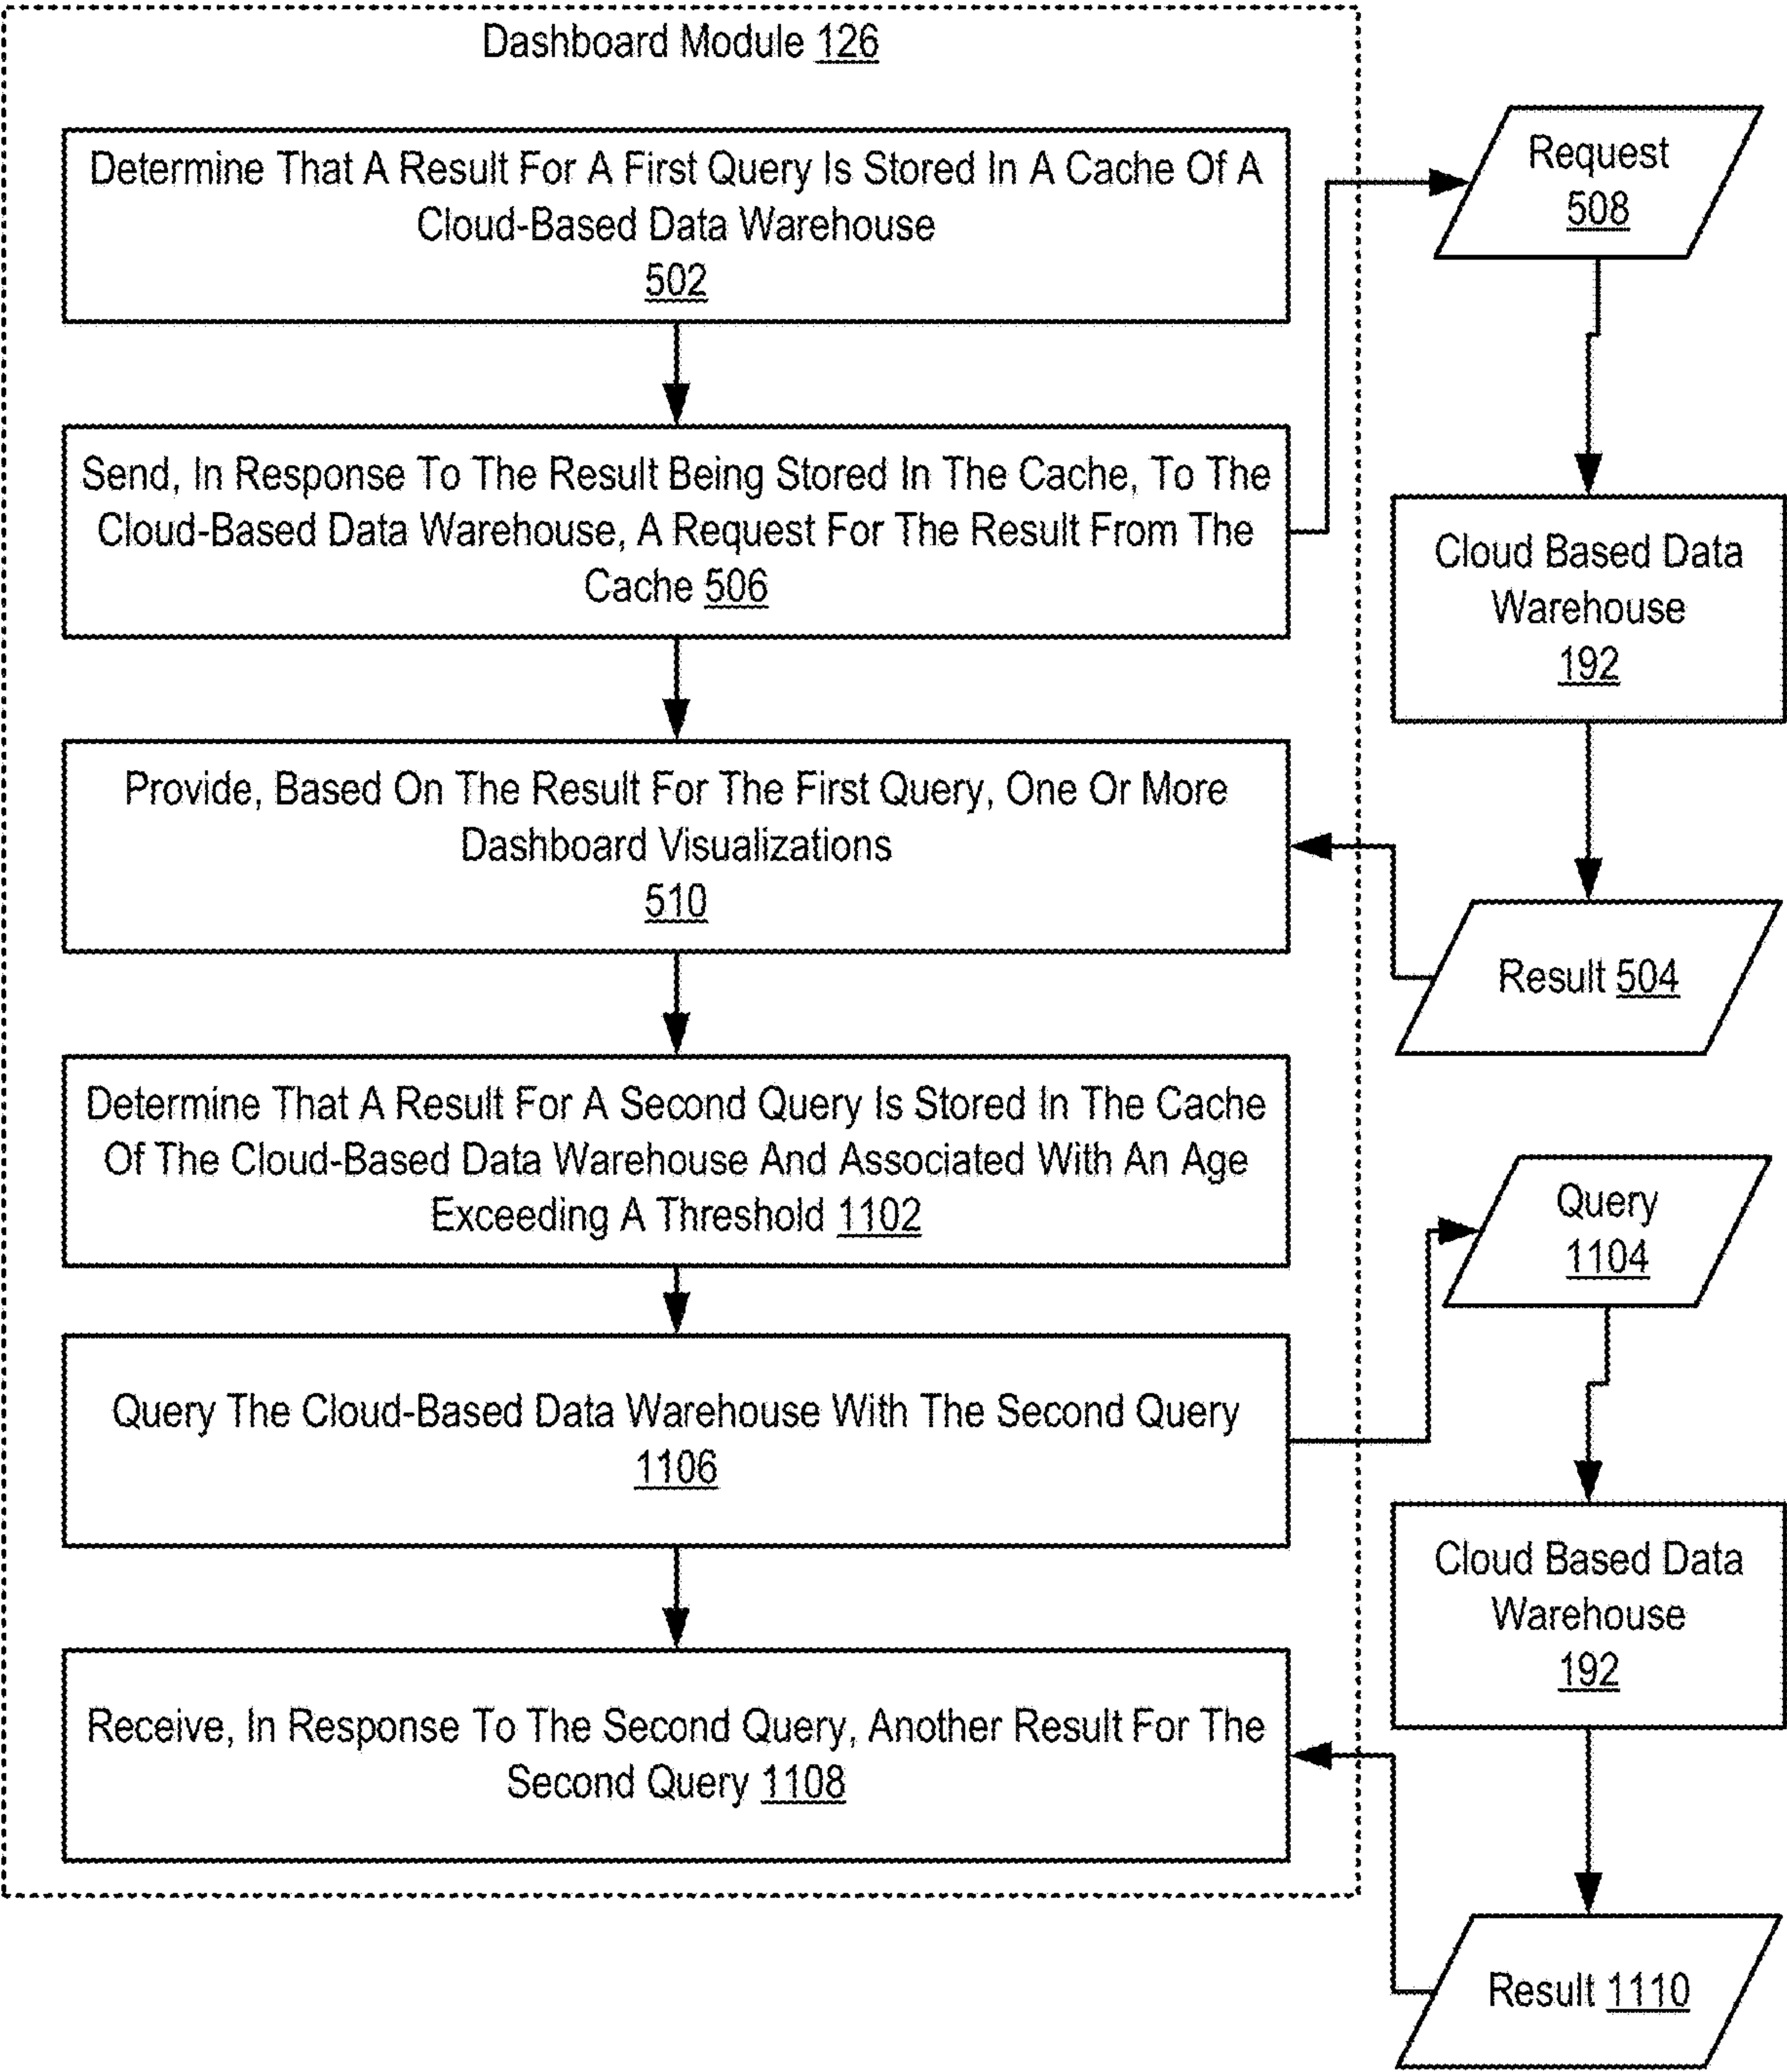 Dashboard Module 126
Determine That A Result For A First Query Is Stored In A Cache Of A
Cloud-Based Data Warehouse
502
Request
508
Send, In Response To The Result Being Stored In The Cache, To The
Cloud-Based Data Warehouse, A Request For The Result From The
Cache 506
Cloud Based Data
Warehouse
192
Provide, Based On The Result For The First Query, One Or More
Dashboard Visualizations
510
Result 504
Determine That A Result For A Second Query Is Stored In The Cache
Of The Cloud-Based Data Warehouse And Associated With An Age
Exceeding A Threshold 1102
Query
1104
Query The Cloud-Based Data Warehouse With The Second Query
1106
Cloud Based Data
Warehouse
192
Receive, In Response To The Second Query, Another Result For The
Second Query 1108
Result 1110